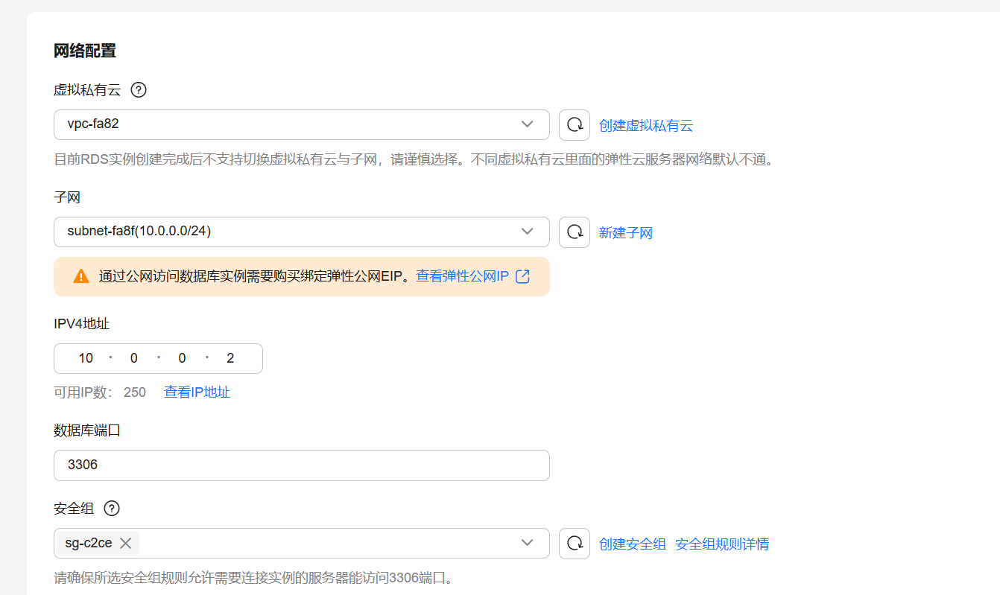 网络配置
虚拟私有云
vpc-fa82
创建虚拟私有云
目前RDS实例创建完成后不支持切换虚拟私有云与子网，请谨慎选择。不同虚拟私有云里面的弹性云服务器网络默认不通。
子网
subnet-fa8f(10.0.0.0/24)
新建子网
通过公网访问数据库实例需要购买绑定弹性公网EIP。查看弹性公网IP
IPV4地址
10 · 0 · 0 · 2
可用IP数： 250 查看IP地址
数据库端口
3306
安全组
sg-c2ce
创建安全组 安全组规则详情
请确保所选安全组规则允许需要连接实例的服务器能访问3306端口。